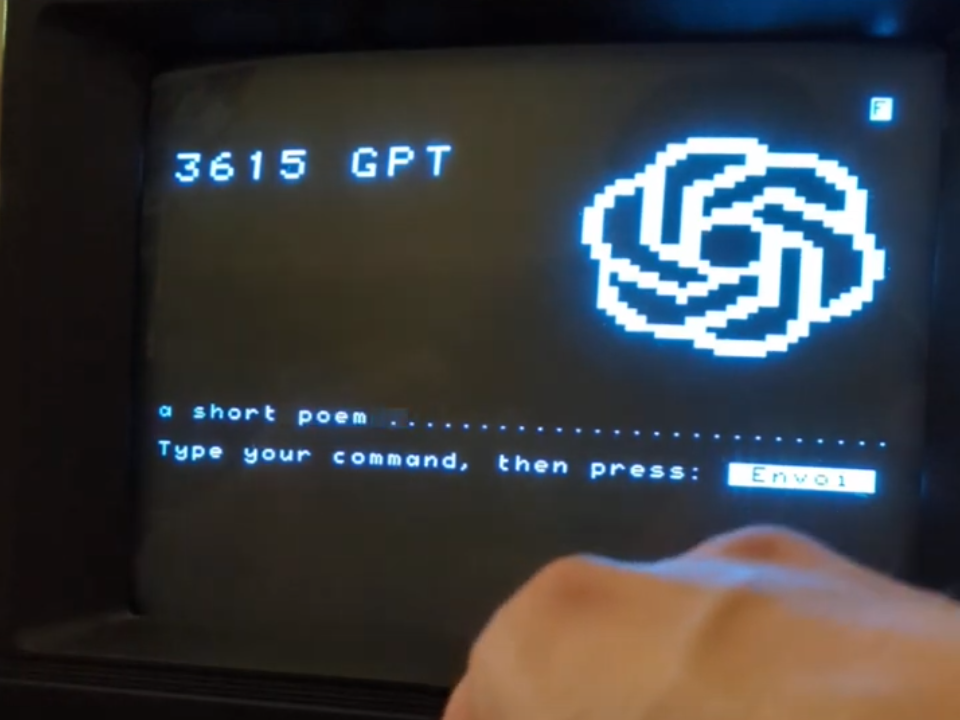 F
3615 GPT
a short poem ............................
Type your command, then press: Envoi